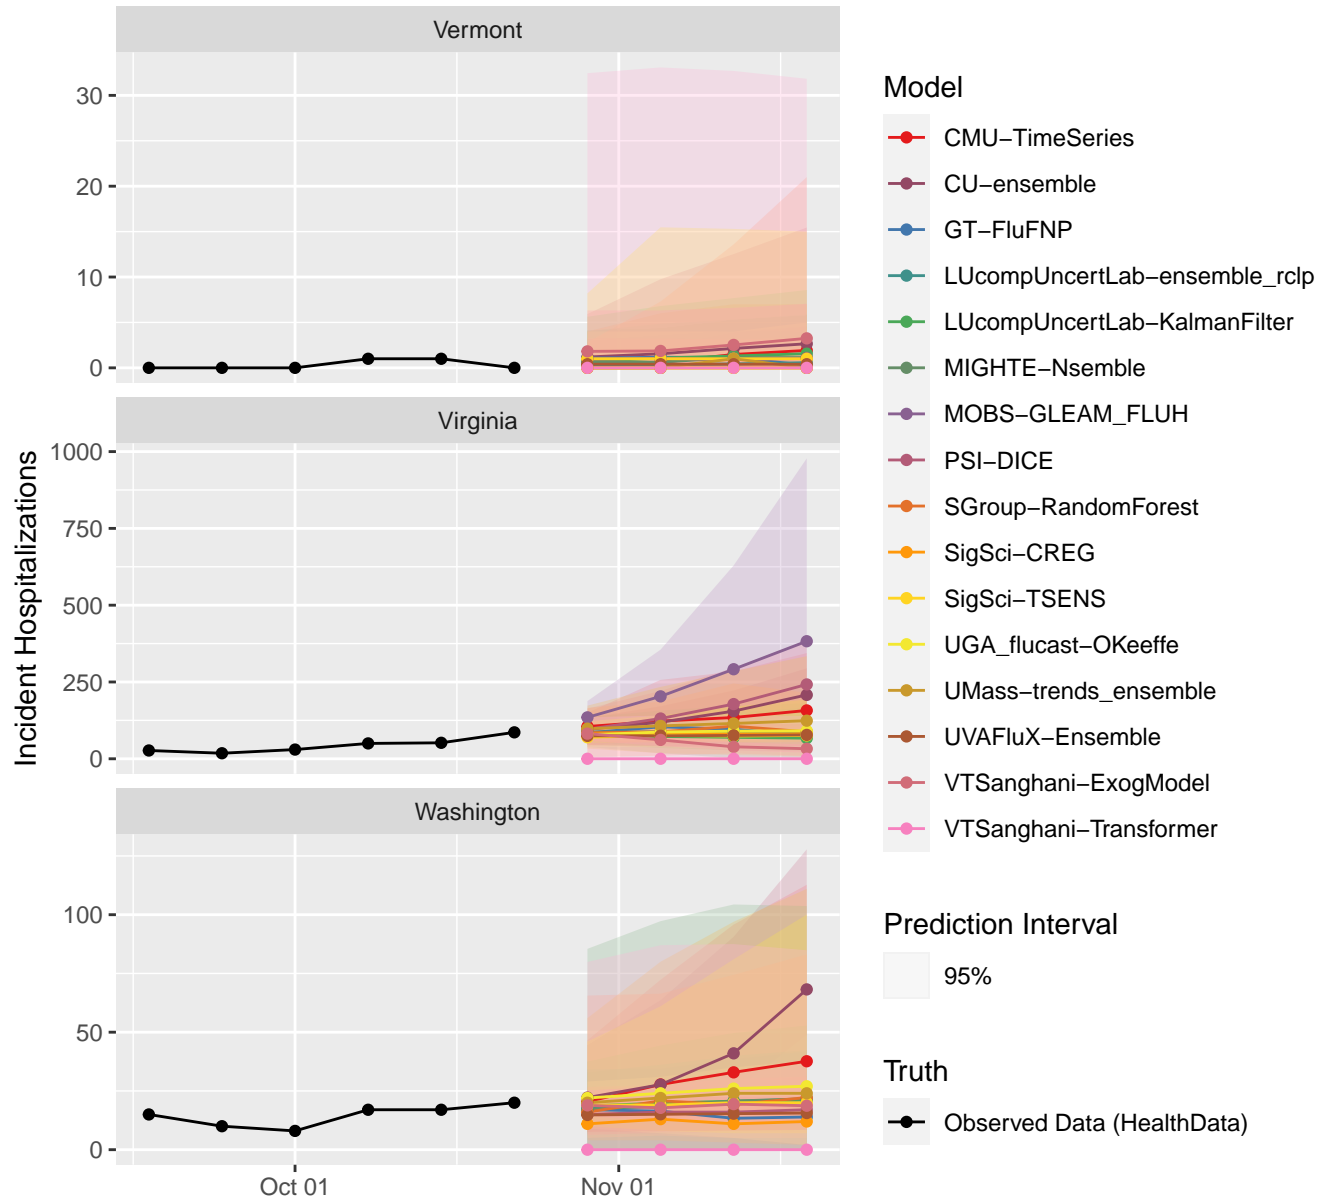 Vermont
30
20
10
0
Virginia
1000
750
500
250
0
Washington
100
50
0
Oct 01
Nov 01
Incident Hospitalizations
Model
CMU−TimeSeries
CU−ensemble
GT−FluFNP
LUcompUncertLab−ensemble_rclp
LUcompUncertLab−KalmanFilter
MIGHTE−Nsemble
MOBS−GLEAM_FLUH
PSI−DICE
SGroup−RandomForest
SigSci−CREG
SigSci−TSENS
UGA_flucast−OKeeffe
UMass−trends_ensemble
UVAFluX−Ensemble
VTSanghani−ExogModel
VTSanghani−Transformer
Prediction Interval
95%
Truth
Observed Data (HealthData)